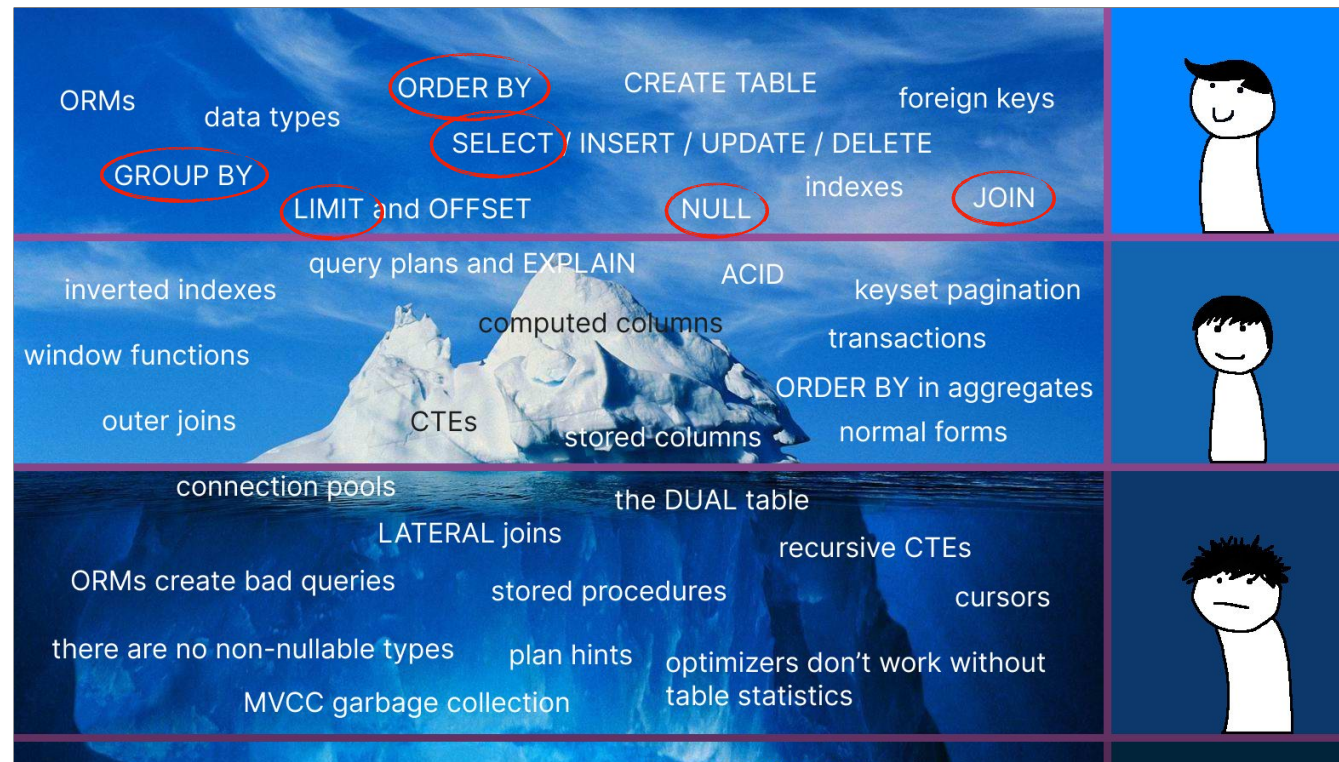 ORDER BY
CREATE TABLE
ORMs
foreign keys
data types
SELECT / INSERT / UPDATE / DELETE
GROUP BY
indexes
JOIN
LIMIT and OFFSET
NULL
query plans and EXPLAIN
ACID
inverted indexes
keyset pagination
computed columns
transactions
window functions
ORDER BY in aggregates
outer joins
CTEs
stored columns
normal forms
connection pools
the DUAL table
LATERAL joins
recursive CTEs
ORMs create bad queries
stored procedures
cursors
there are no non-nullable types
plan hints
optimizers don’t work without
table statistics
MVCC garbage collection